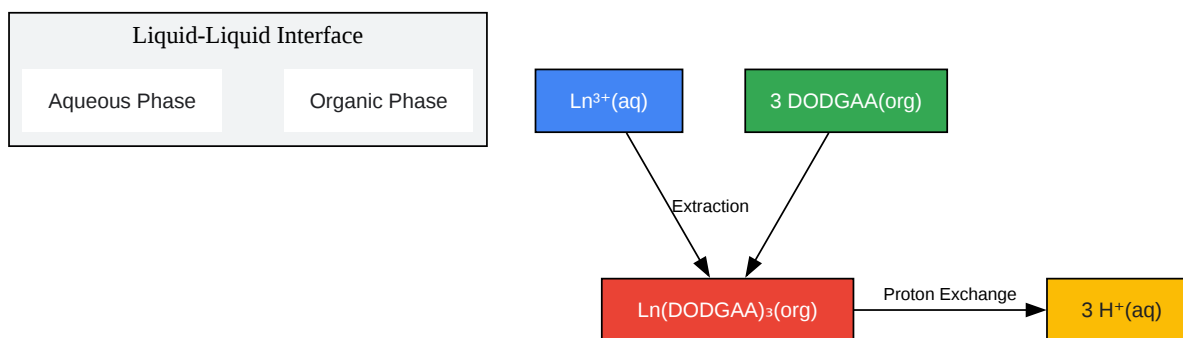 Liquid-Liquid Interface
Aqueous Phase
Organic Phase
Ln³⁺(aq)
3 DODGAA(org)
Extraction
Ln(DODGAA)₃(org)
Proton Exchange
3 H⁺(aq)